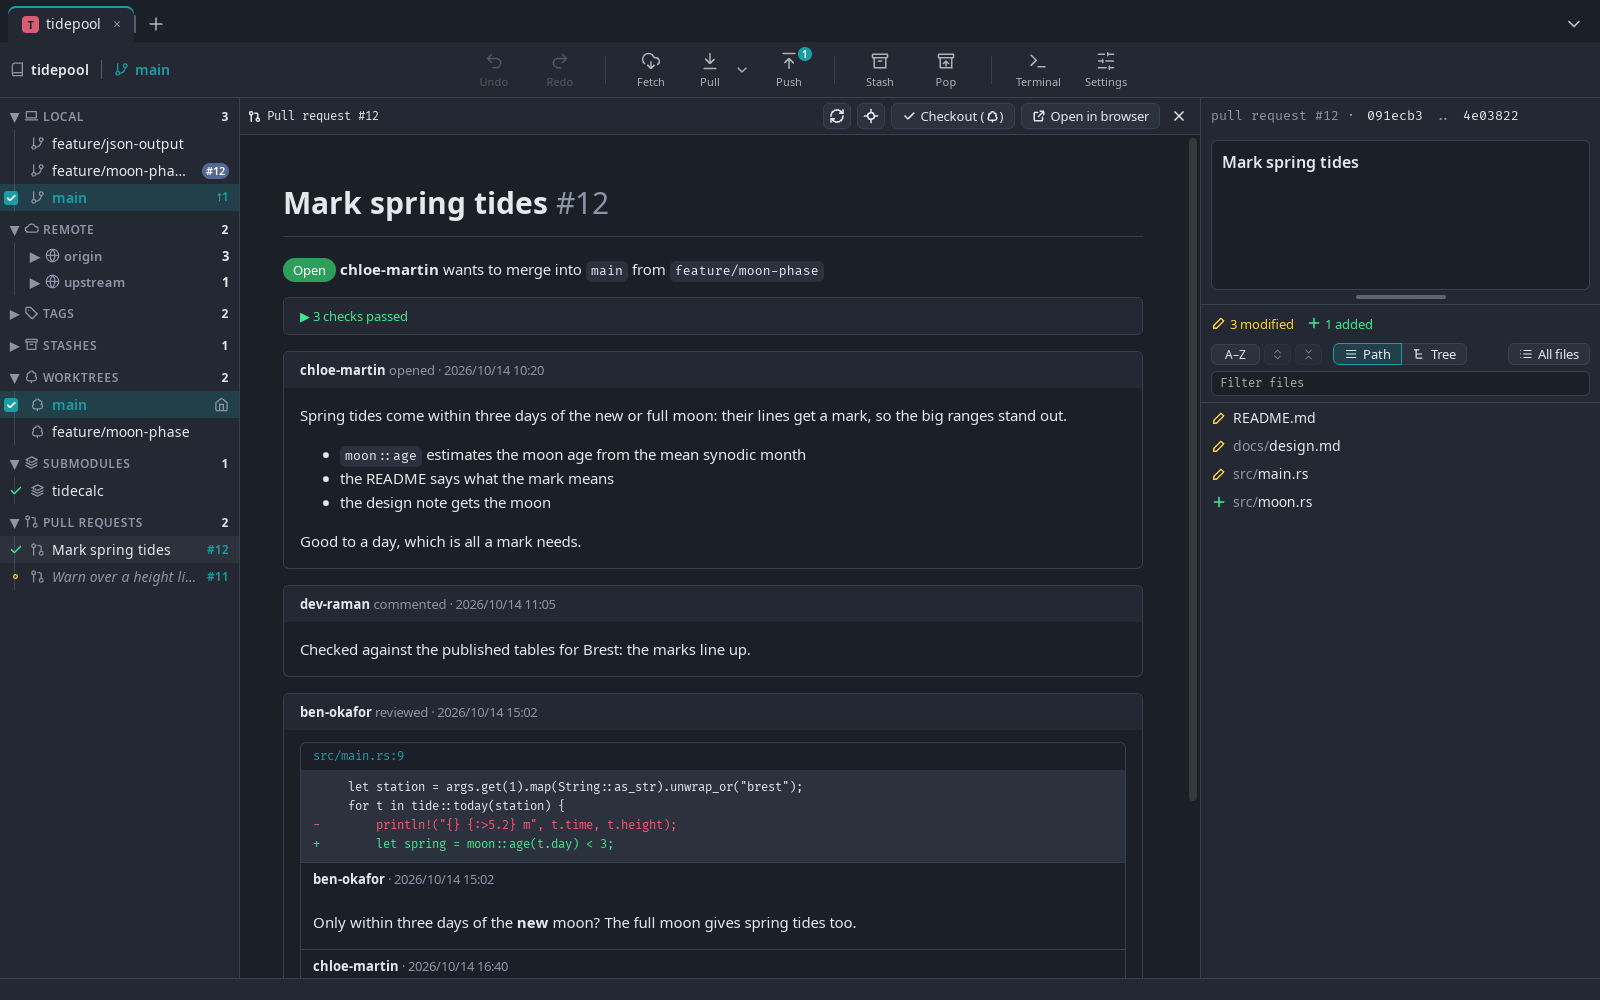 T tidepool ×
tidepool main
Undo Redo Fetch Pull Push 1 Stash Pop Terminal Settings
LOCAL 3
feature/json-output
feature/moon-pha... #12
main ↑1
REMOTE 2
origin 3
upstream 1
TAGS 2
STASHES 1
WORKTREES 2
main
feature/moon-phase
SUBMODULES 1
tidecalc
PULL REQUESTS 2
Mark spring tides #12
Warn over a height li... #11
Pull request #12
Checkout ( )
Open in browser
Mark spring tides #12
Open chloe-martin wants to merge into main from feature/moon-phase
▶ 3 checks passed
chloe-martin opened · 2026/10/14 10:20
Spring tides come within three days of the new or full moon: their lines get a mark, so the big ranges stand out.
• moon::age estimates the moon age from the mean synodic month
• the README says what the mark means
• the design note gets the moon
Good to a day, which is all a mark needs.
dev-raman commented · 2026/10/14 11:05
Checked against the published tables for Brest: the marks line up.
ben-okafor reviewed · 2026/10/14 15:02
src/main.rs:9
let station = args.get(1).map(String::as_str).unwrap_or("brest");
for t in tide::today(station) {
- println!("{} {:>5.2} m", t.time, t.height);
+ let spring = moon::age(t.day) < 3;
ben-okafor · 2026/10/14 15:02
Only within three days of the new moon? The full moon gives spring tides too.
chloe-martin · 2026/10/14 16:40
pull request #12 · 091ecb3 .. 4e03822
Mark spring tides
3 modified + 1 added
A-Z Path Tree All files
Filter files
README.md
docs/design.md
src/main.rs
+ src/moon.rs